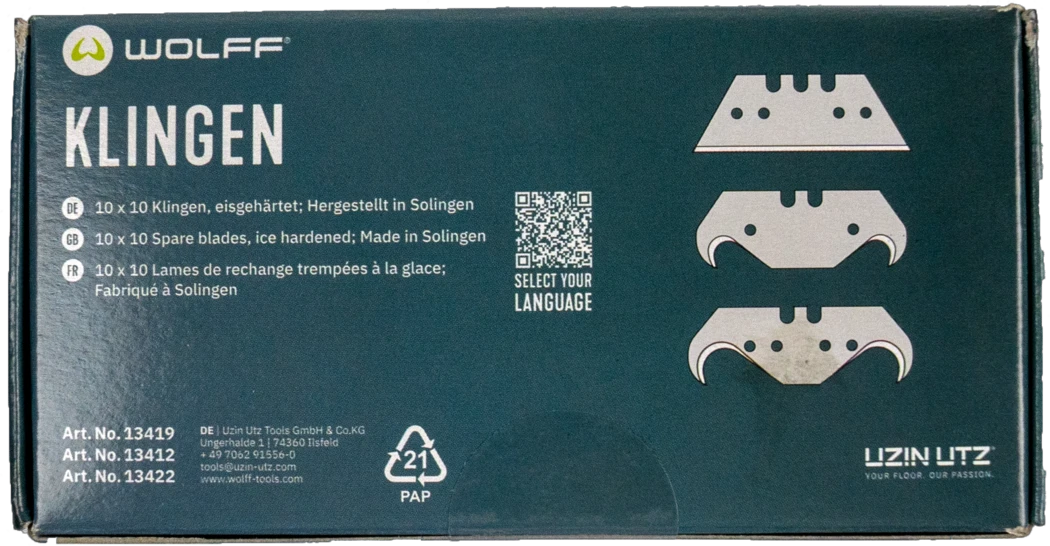 WOLFF®
KLINGEN
DE 10 x 10 Klingen, eisgehärtet; Hergestellt in Solingen
GB 10 x 10 Spare blades, ice hardened; Made in Solingen
FR 10 x 10 Lames de rechange trempées à la glace;
Fabriqué à Solingen
SELECT YOUR
LANGUAGE
Art. No. 13419
Art. No. 13412
Art. No. 13422
DE | Uzin Utz Tools GmbH & Co.KG
Ungerhalde 1 | 74360 Ilsfeld
+ 49 7062 91556-0
tools@uzin-utz.com
www.wolff-tools.com
21
PAP
UZIN UTZ
YOUR FLOOR. OUR PASSION.